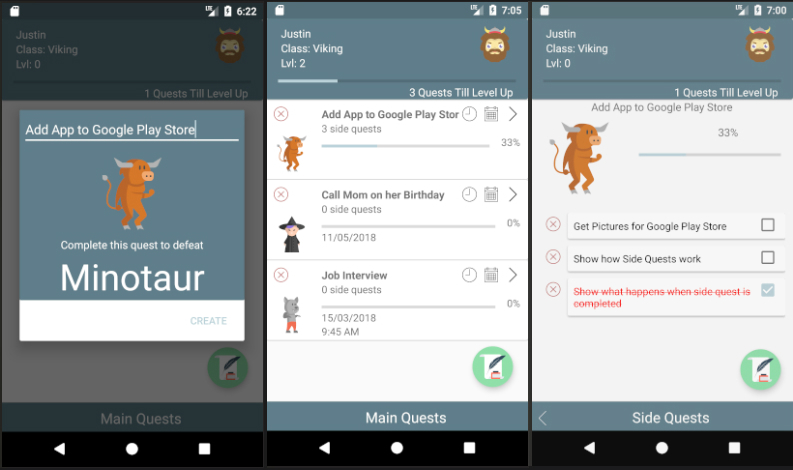 6:22
Justin
Class: Viking
Lvl: 0
1 Quests Till Level Up
Add App to Google Play Store
Complete this quest to defeat
Minotaur
CREATE
Main Quests
LTE 7:05
Justin
Class: Viking
Lvl: 2
3 Quests Till Level Up
Add App to Google Play Stor
3 side quests
33%
Call Mom on her Birthday
0 side quests
0%
11/05/2018
Job Interview
0 side quests
0%
15/03/2018
9:45 AM
Main Quests
LTE 7:00
Justin
Class: Viking
Lvl: 0
1 Quests Till Level Up
Add App to Google Play Store
33%
Get Pictures for Google Play Store
Show how Side Quests work
Show what happens when side quest is
completed
Side Quests